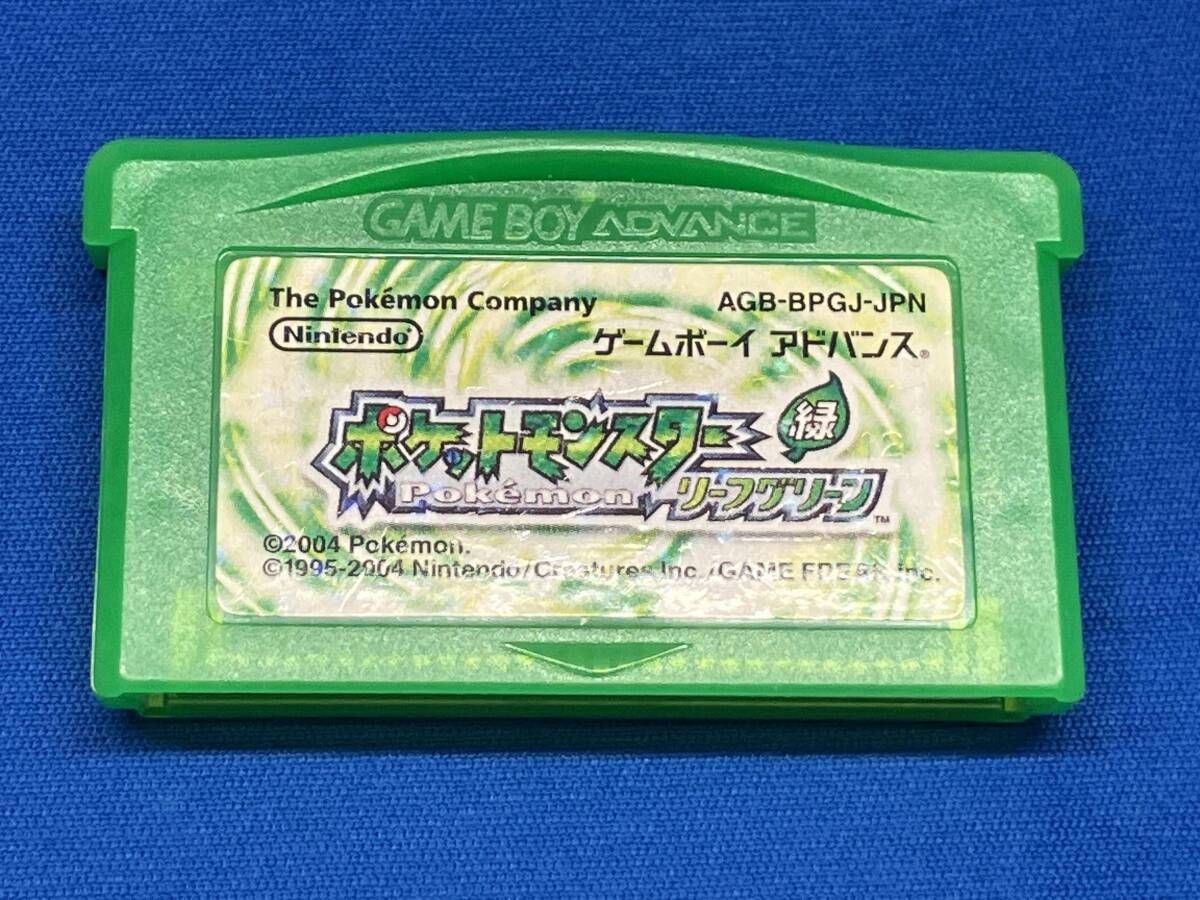 GAME BOY ADVANCE
The Pokémon Company AGB-BPGJ-JPN
Nintendo® ゲームボーイ アドバンス®
ポケットモンスター 緑
Pokémon リーフグリーン™
©2004 Pokémon.
©1995-2004 Nintendo/Creatures Inc./GAME FREAK inc.